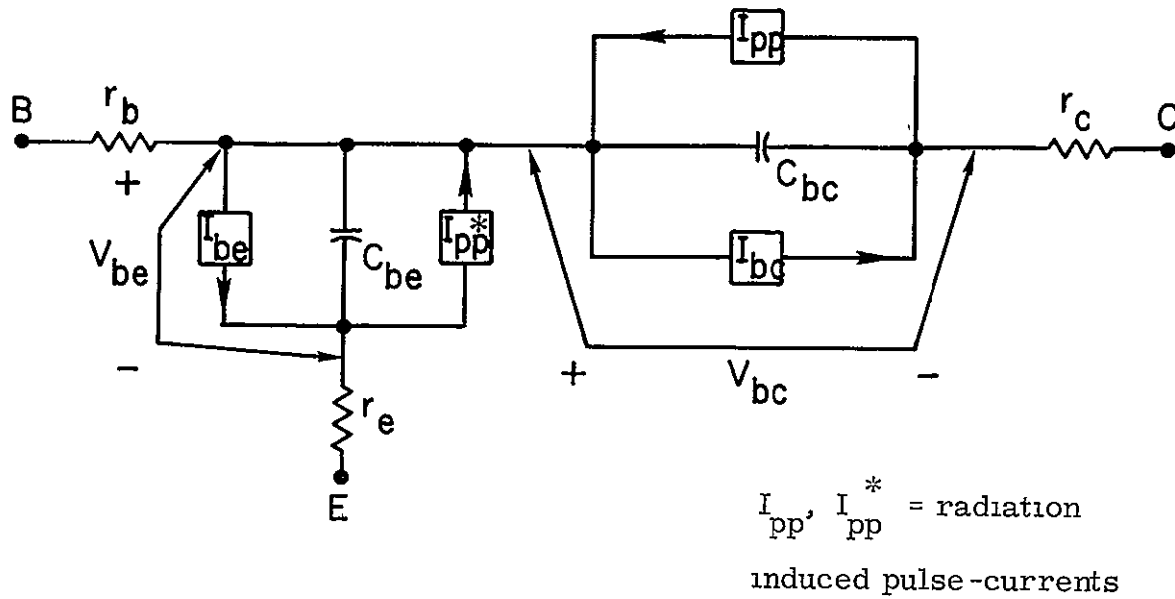 I_pp
B
r_b
r_c
C
+
C_bc
I_be
I_pp*
V_be
C_be
I_bc
-
+
V_bc
-
r_e
E
I_pp, I_pp* = radiation
induced pulse-currents